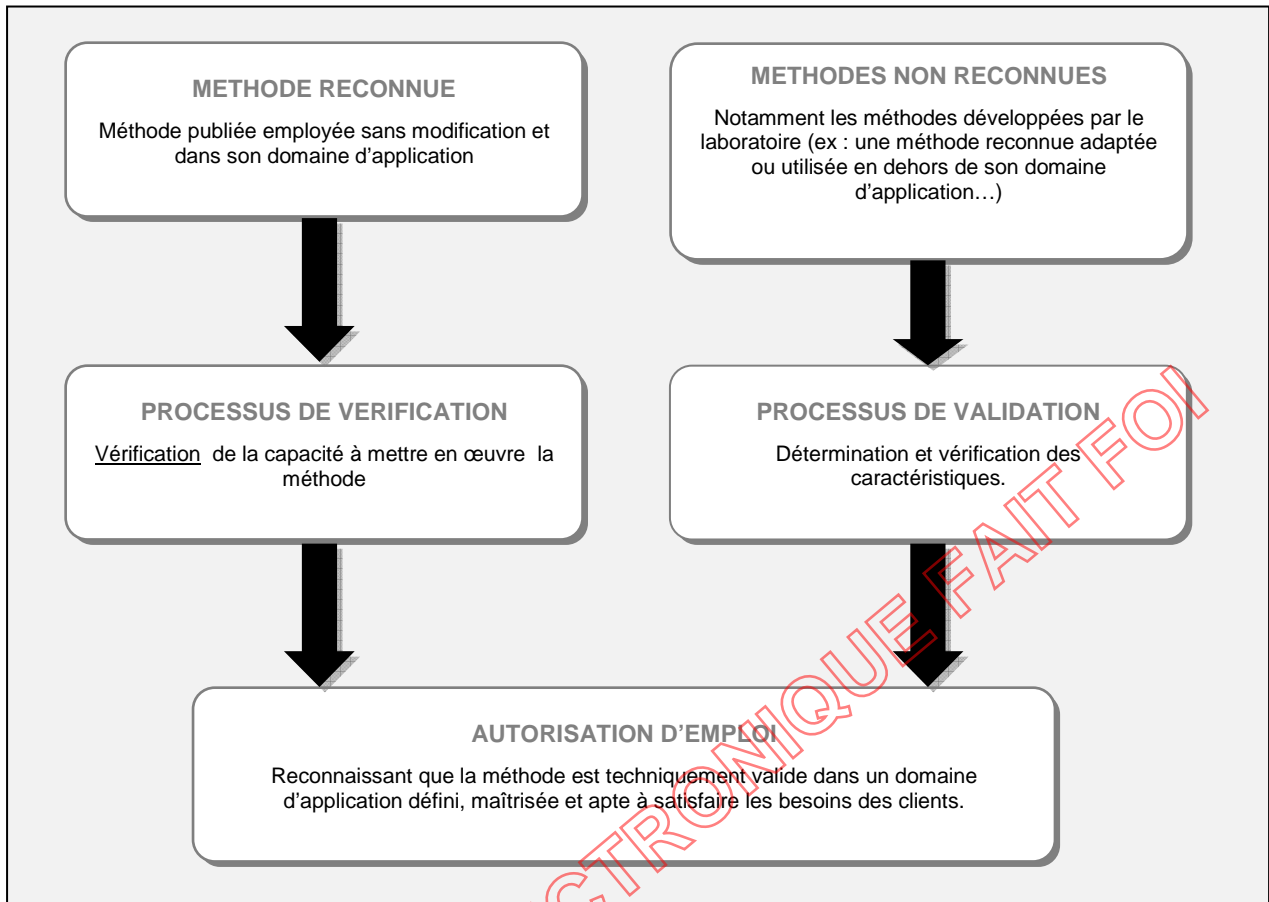 METHODE RECONNUE
Méthode publiée employée sans modification et
dans son domaine d'application
METHODES NON RECONNUES
Notamment les méthodes développées par le
laboratoire (ex : une méthode reconnue adaptée
ou utilisée en dehors de son domaine
d'application…)
PROCESSUS DE VERIFICATION
Vérification de la capacité à mettre en œuvre la
méthode
PROCESSUS DE VALIDATION
Détermination et vérification des
caractéristiques.
AUTORISATION D'EMPLOI
Reconnaissant que la méthode est techniquement valide dans un domaine
d'application défini, maîtrisée et apte à satisfaire les besoins des clients.
CTRONIQUE FAIT FOI